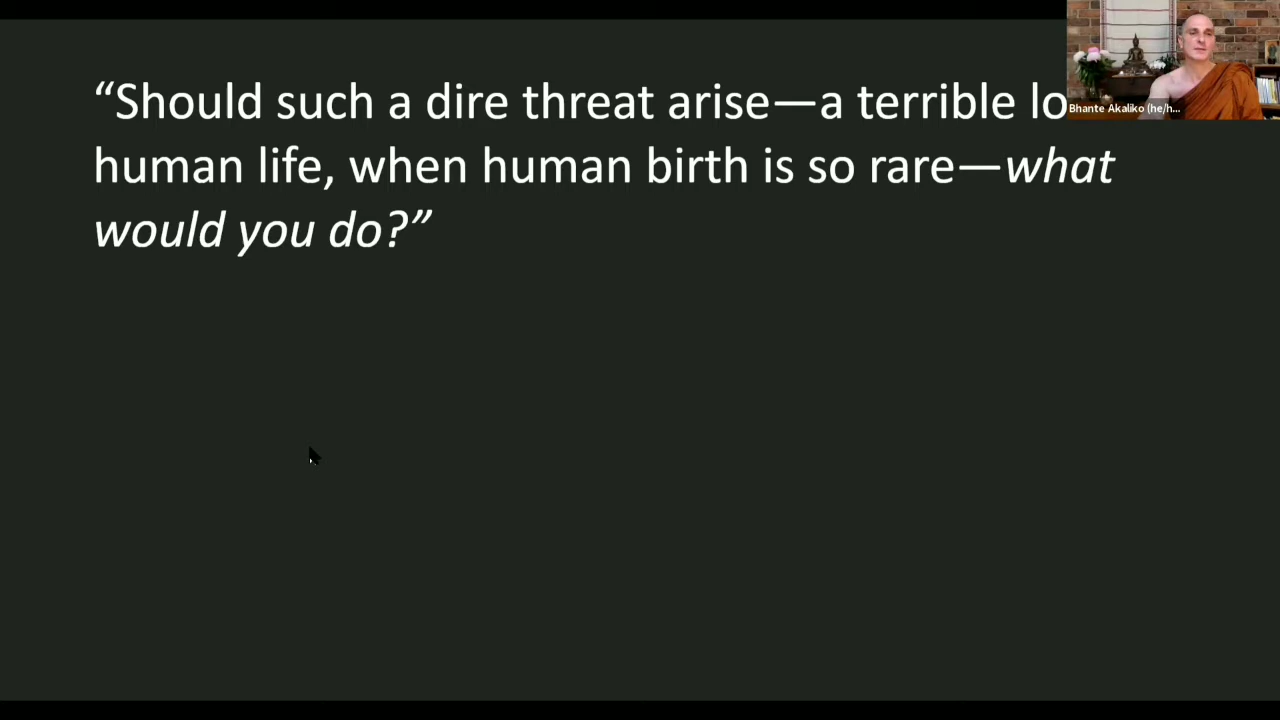 “Should such a dire threat arise—a terrible
human life, when human birth is so rare—what
would you do?”
Bhante Akaliko (he/h...